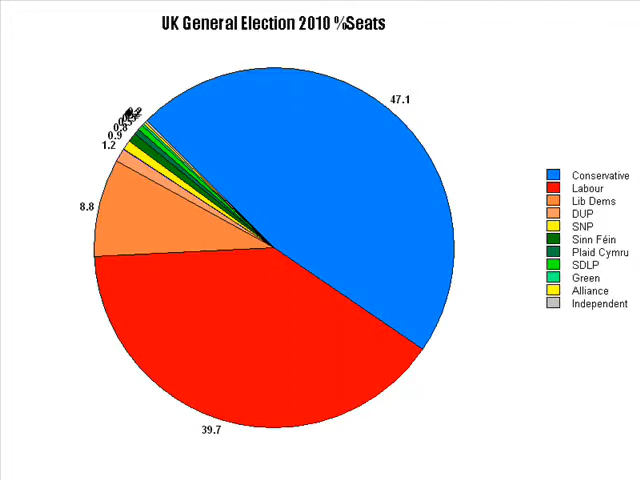 UK General Election 2010 %Seats
47.1
0.9
1.2
8.8
39.7
Conservative
Labour
Lib Dems
DUP
SNP
Sinn Féin
Plaid Cymru
SDLP
Green
Alliance
Independent